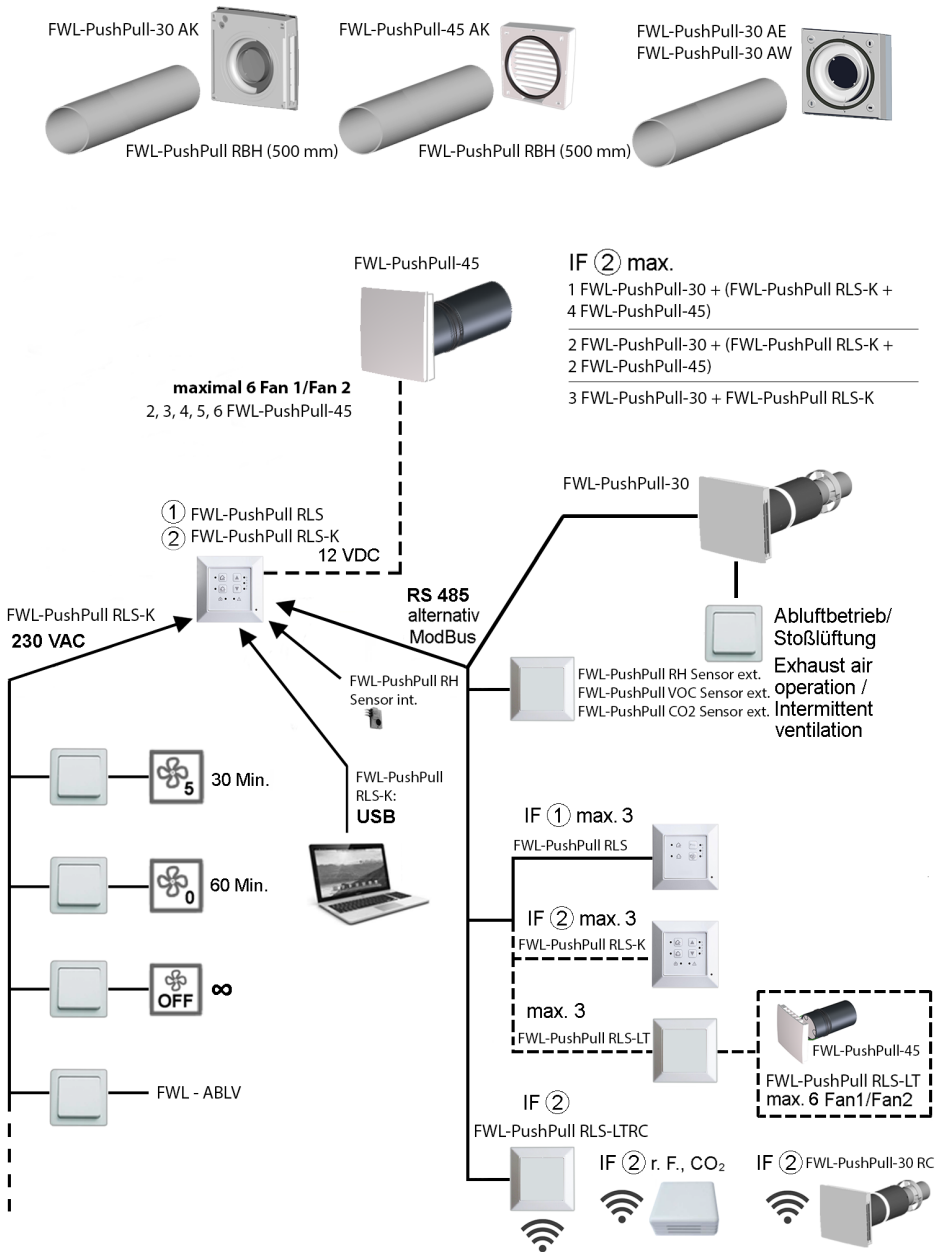 FWL-PushPull-30 AK
FWL-PushPull RBH (500 mm)
FWL-PushPull-45 AK
FWL-PushPull RBH (500 mm)
FWL-PushPull-30 AE
FWL-PushPull-30 AW
FWL-PushPull-45
maximal 6 Fan 1/Fan 2
2, 3, 4, 5, 6 FWL-PushPull-45
IF ② max.
1 FWL-PushPull-30 + (FWL-PushPull RLS-K +
4 FWL-PushPull-45)
2 FWL-PushPull-30 + (FWL-PushPull RLS-K +
2 FWL-PushPull-45)
3 FWL-PushPull-30 + FWL-PushPull RLS-K
FWL-PushPull-30
① FWL-PushPull RLS
② FWL-PushPull RLS-K
12 VDC
FWL-PushPull RLS-K
230 VAC
RS 485
alternativ
ModBus
Abluftbetrieb/
Stoßlüftung
Exhaust air
operation /
Intermittent
ventilation
FWL-PushPull RH
Sensor int.
FWL-PushPull RH Sensor ext.
FWL-PushPull VOC Sensor ext.
FWL-PushPull CO2 Sensor ext.
FWL-PushPull
RLS-K:
USB
5
30 Min.
0
60 Min.
OFF
∞
FWL - ABLV
IF ① max. 3
FWL-PushPull RLS
IF ② max. 3
FWL-PushPull RLS-K
max. 3
FWL-PushPull RLS-LT
FWL-PushPull-45
FWL-PushPull RLS-LT
max. 6 Fan1/Fan2
IF ②
FWL-PushPull RLS-LTRC
IF ② r. F., CO₂
IF ② FWL-PushPull-30 RC